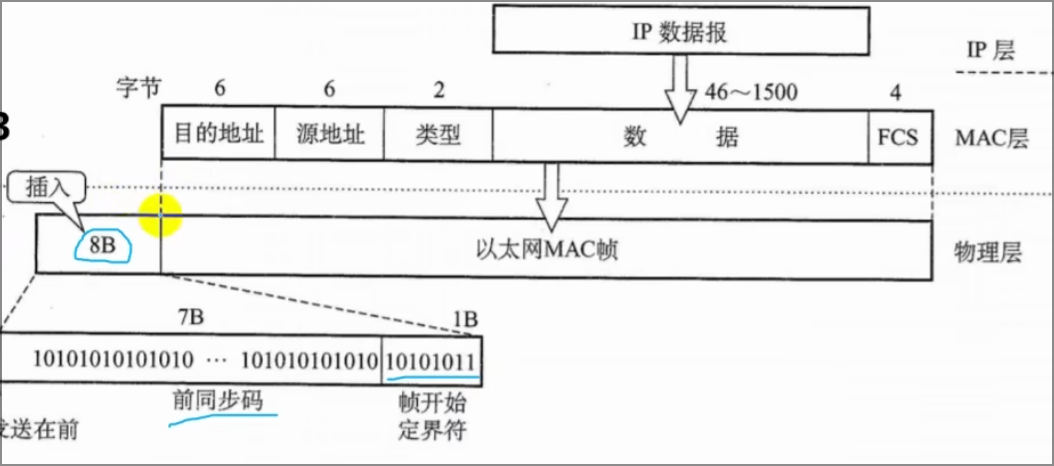 IP 数据报
IP 层
字节 6 6 2 46～1500 4
目的地址 源地址 类型 数 据 FCS MAC层
插入
8B 以太网MAC帧 物理层
7B 1B
10101010101010 … 101010101010 10101011
前同步码 帧开始
定界符
送在前